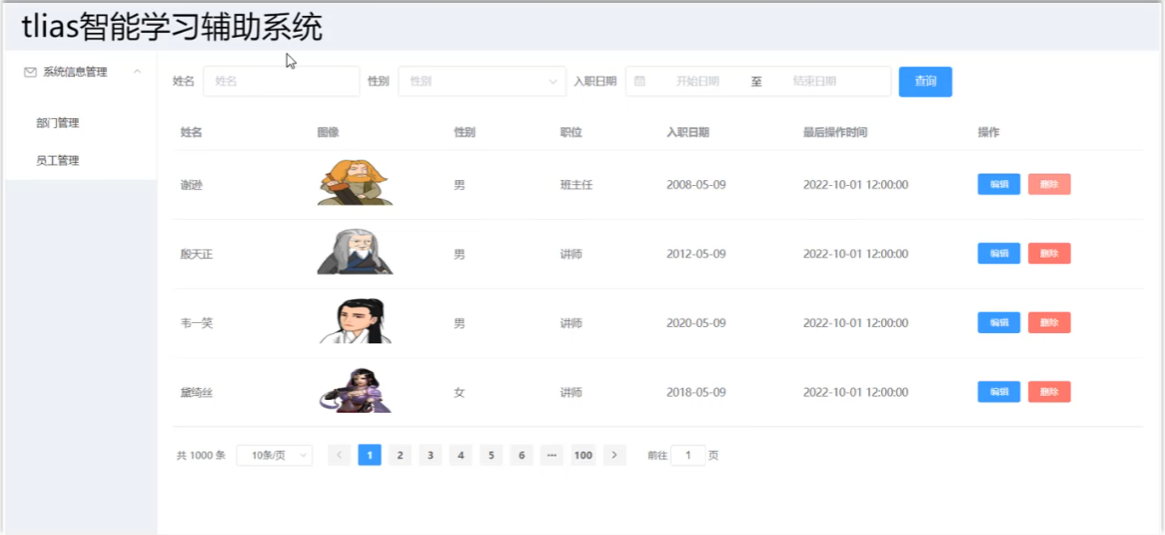 tlias智能学习辅助系统
系统信息管理
部门管理
员工管理
姓名 姓名 性别 性别 入职日期 开始日期 至 结束日期 查询
姓名 图像 性别 职位 入职日期 最后操作时间 操作
谢逊 男 班主任 2008-05-09 2022-10-01 12:00:00 编辑 删除
殷天正 男 讲师 2012-05-09 2022-10-01 12:00:00 编辑 删除
韦一笑 男 讲师 2020-05-09 2022-10-01 12:00:00 编辑 删除
黛绮丝 女 讲师 2018-05-09 2022-10-01 12:00:00 编辑 删除
共 1000 条 10条/页 < 1 2 3 4 5 6 ... 100 > 前往 1 页